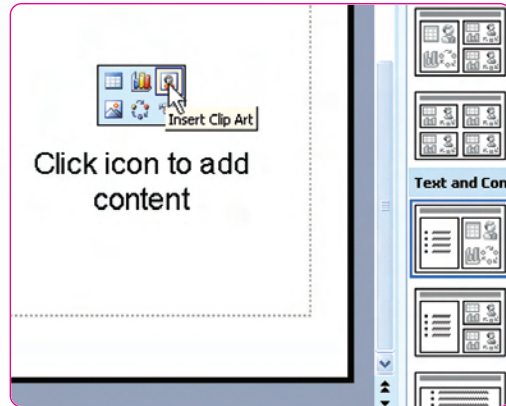 Insert Clip Art
Click icon to add
content
Text and Con